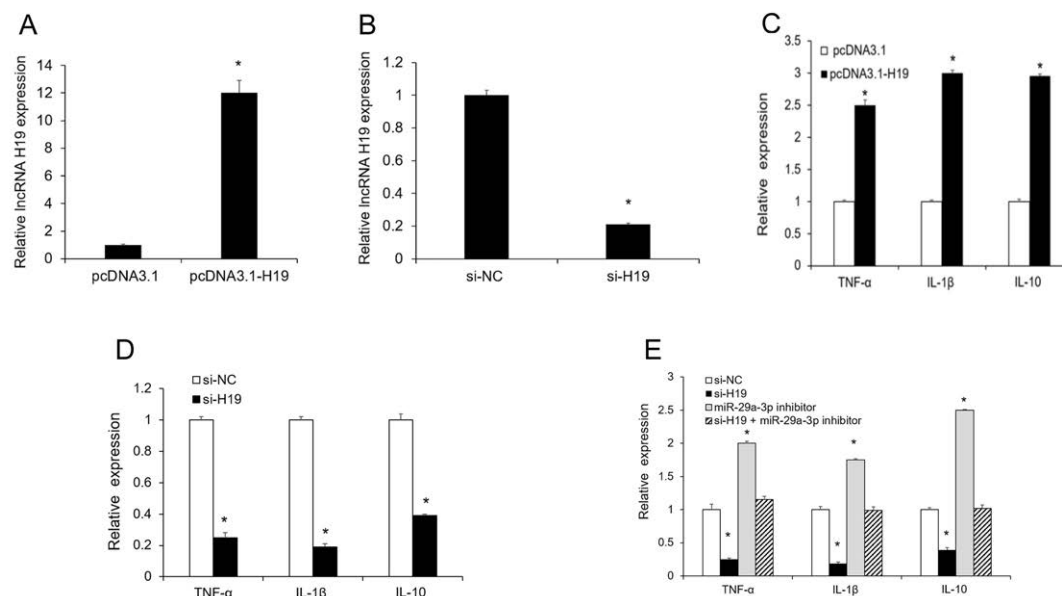 A
Relative lncRNA H19 expression
14
12
10
8
6
4
2
0
*
pcDNA3.1
pcDNA3.1-H19
B
Relative lncRNA H19 expression
1.2
1
0.8
0.6
0.4
0.2
0
*
si-NC
si-H19
C
Relative expression
3.5
3
2.5
2
1.5
1
0.5
0
pcDNA3.1
pcDNA3.1-H19
*
*
*
TNF-α
IL-1β
IL-10
D
si-NC
si-H19
Relative expression
1.2
1
0.8
0.6
0.4
0.2
0
*
*
*
TNF-α
IL-1β
IL-10
E
Relative expression
3
2.5
2
1.5
1
0.5
0
si-NC
si-H19
miR-29a-3p inhibitor
si-H19 + miR-29a-3p inhibitor
*
*
*
*
*
*
TNF-α
IL-1β
IL-10